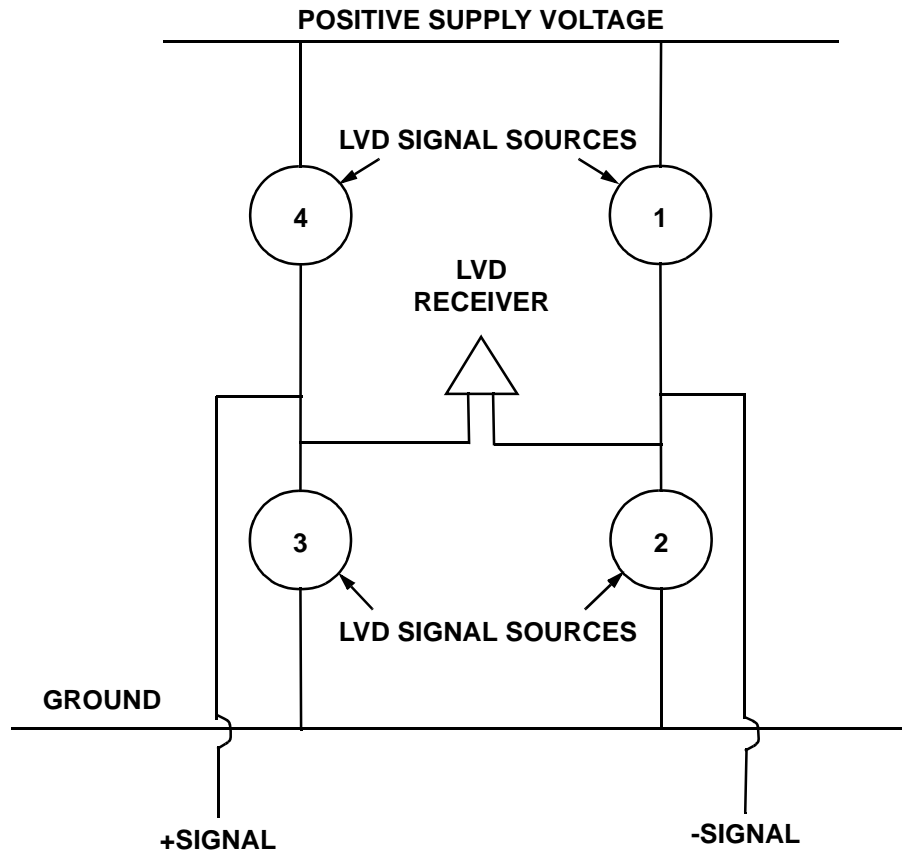 POSITIVE SUPPLY VOLTAGE
LVD SIGNAL SOURCES
4
1
LVD
RECEIVER
3
2
LVD SIGNAL SOURCES
GROUND
+SIGNAL
-SIGNAL